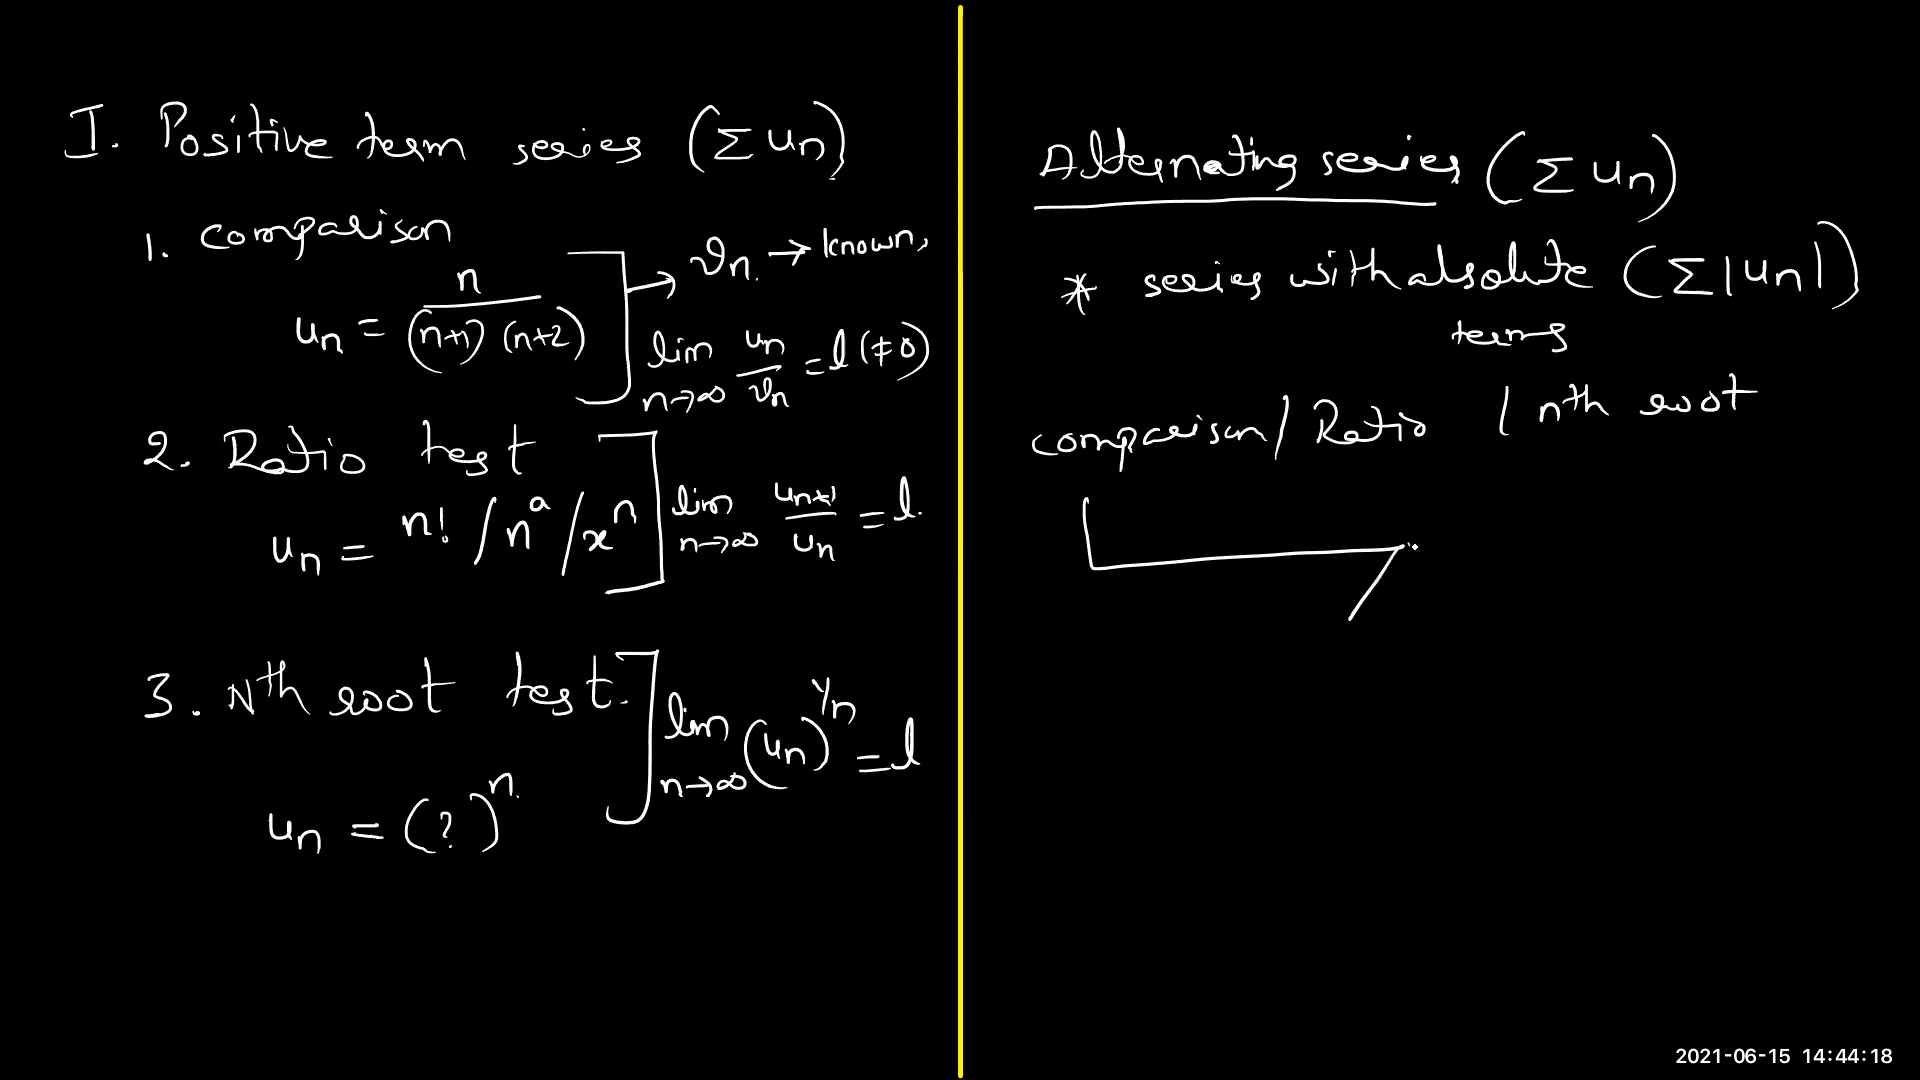 I. Positive term series (Σ un)
1. comparison
un = n / (n+1) (n+2) → vn. → known,
lim n→∞ un/vn = l (≠0)
2. Ratio test
un = n! / n^a / x^n
lim n→∞ un+1/un = l.
3. Nth root test.
un = (?)^n.
lim n→∞ (un)^1/n = l
Alternating series (Σ un)
* series with absolute (Σ |un|)
terms
comparison / Ratio / nth root
2021-06-15 14:44:18